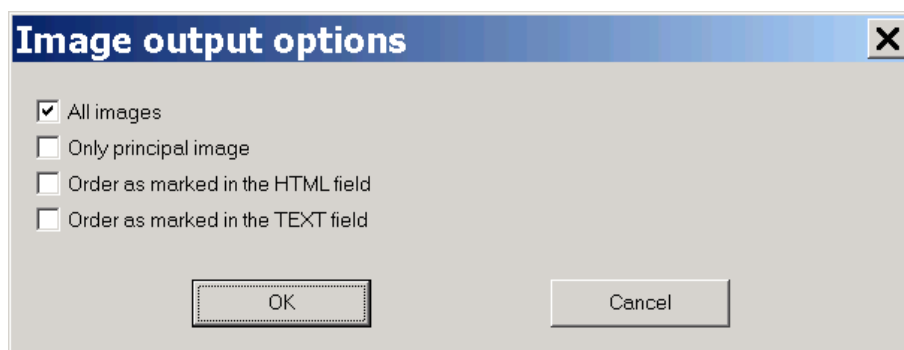 Image output options
All images
Only principal image
Order as marked in the HTML field
Order as marked in the TEXT field
OK Cancel